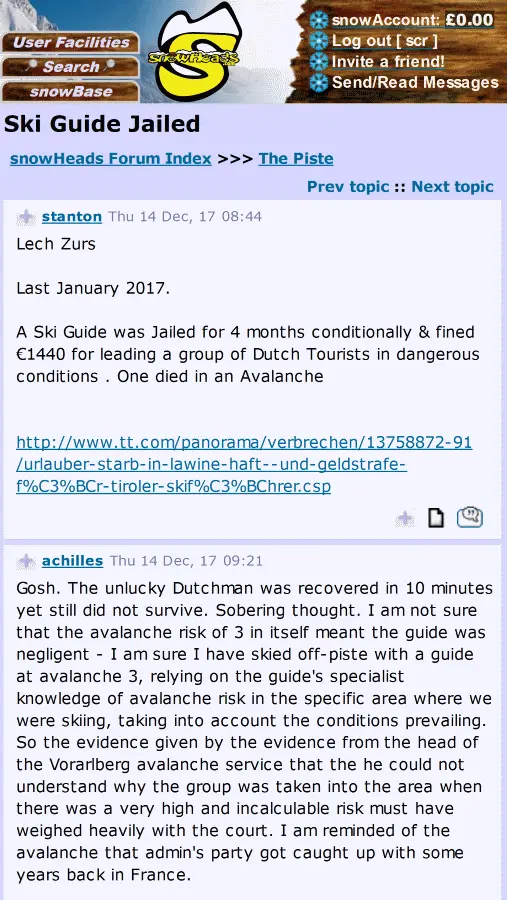 snowAccount: £0.00
Log out [ scr ]
Invite a friend!
Send/Read Messages
User Facilities
Search
snowBase
snowHeads
Ski Guide Jailed
snowHeads Forum Index >>> The Piste
Prev topic :: Next topic
stanton Thu 14 Dec, 17 08:44
Lech Zurs
Last January 2017.
A Ski Guide was Jailed for 4 months conditionally & fined
€1440 for leading a group of Dutch Tourists in dangerous
conditions . One died in an Avalanche
http://www.tt.com/panorama/verbrechen/13758872-91
/urlauber-starb-in-lawine-haft--und-geldstrafe-
f%C3%BCr-tiroler-skif%C3%BChrer.csp
achilles Thu 14 Dec, 17 09:21
Gosh. The unlucky Dutchman was recovered in 10 minutes
yet still did not survive. Sobering thought. I am not sure
that the avalanche risk of 3 in itself meant the guide was
negligent - I am sure I have skied off-piste with a guide
at avalanche 3, relying on the guide's specialist
knowledge of avalanche risk in the specific area where we
were skiing, taking into account the conditions prevailing.
So the evidence given by the evidence from the head of
the Vorarlberg avalanche service that the he could not
understand why the group was taken into the area when
there was a very high and incalculable risk must have
weighed heavily with the court. I am reminded of the
avalanche that admin's party got caught up with some
years back in France.